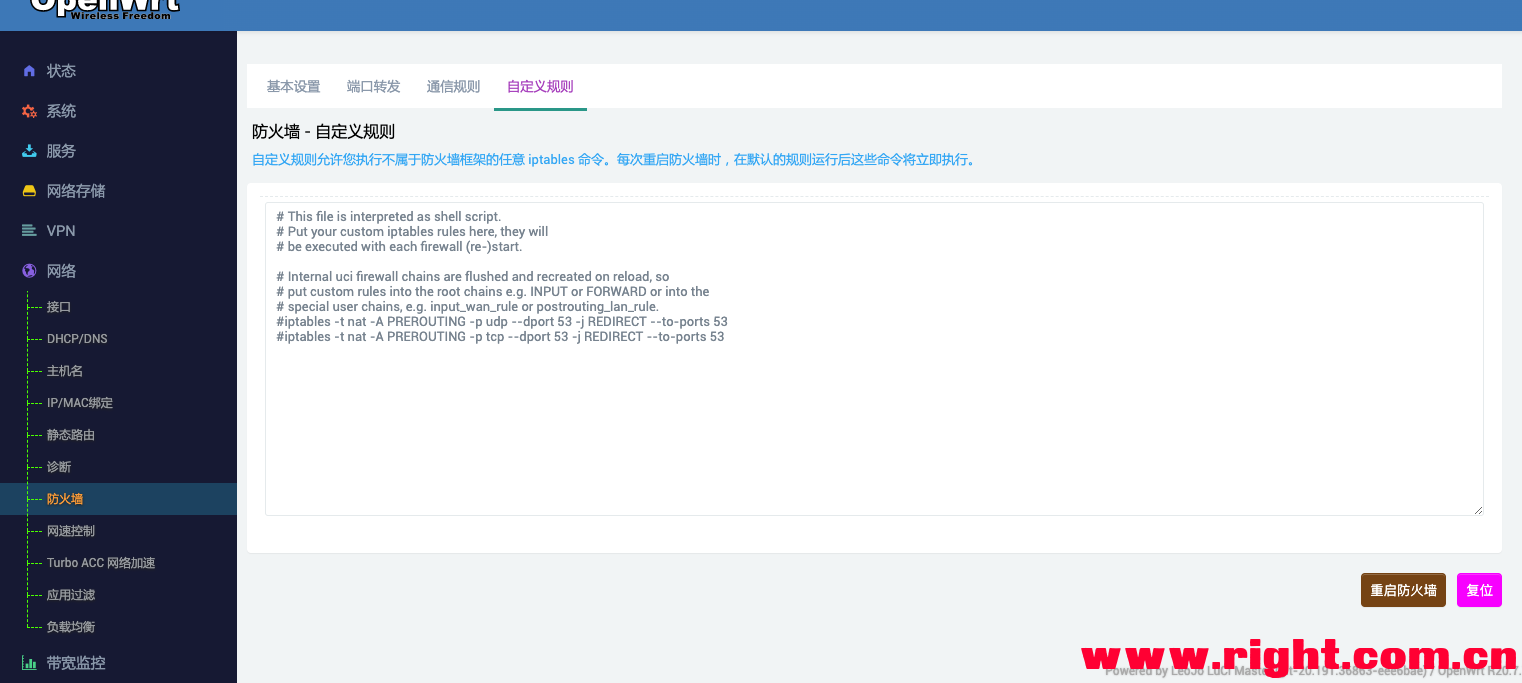 OpenWrt
Wireless Freedom
状态
系统
服务
网络存储
VPN
网络
接口
DHCP/DNS
主机名
IP/MAC绑定
静态路由
诊断
防火墙
网速控制
Turbo ACC 网络加速
应用过滤
负载均衡
带宽监控
基本设置 端口转发 通信规则 自定义规则
防火墙 - 自定义规则
自定义规则允许您执行不属于防火墙框架的任意 iptables 命令。每次重启防火墙时，在默认的规则运行后这些命令将立即执行。
# This file is interpreted as shell script.
# Put your custom iptables rules here, they will
# be executed with each firewall (re-)start.
# Internal uci firewall chains are flushed and recreated on reload, so
# put custom rules into the root chains e.g. INPUT or FORWARD or into the
# special user chains, e.g. input_wan_rule or postrouting_lan_rule.
#iptables -t nat -A PREROUTING -p udp --dport 53 -j REDIRECT --to-ports 53
#iptables -t nat -A PREROUTING -p tcp --dport 53 -j REDIRECT --to-ports 53
重启防火墙 复位
www.right.com.cn
Powered by LuCI / OpenWrt